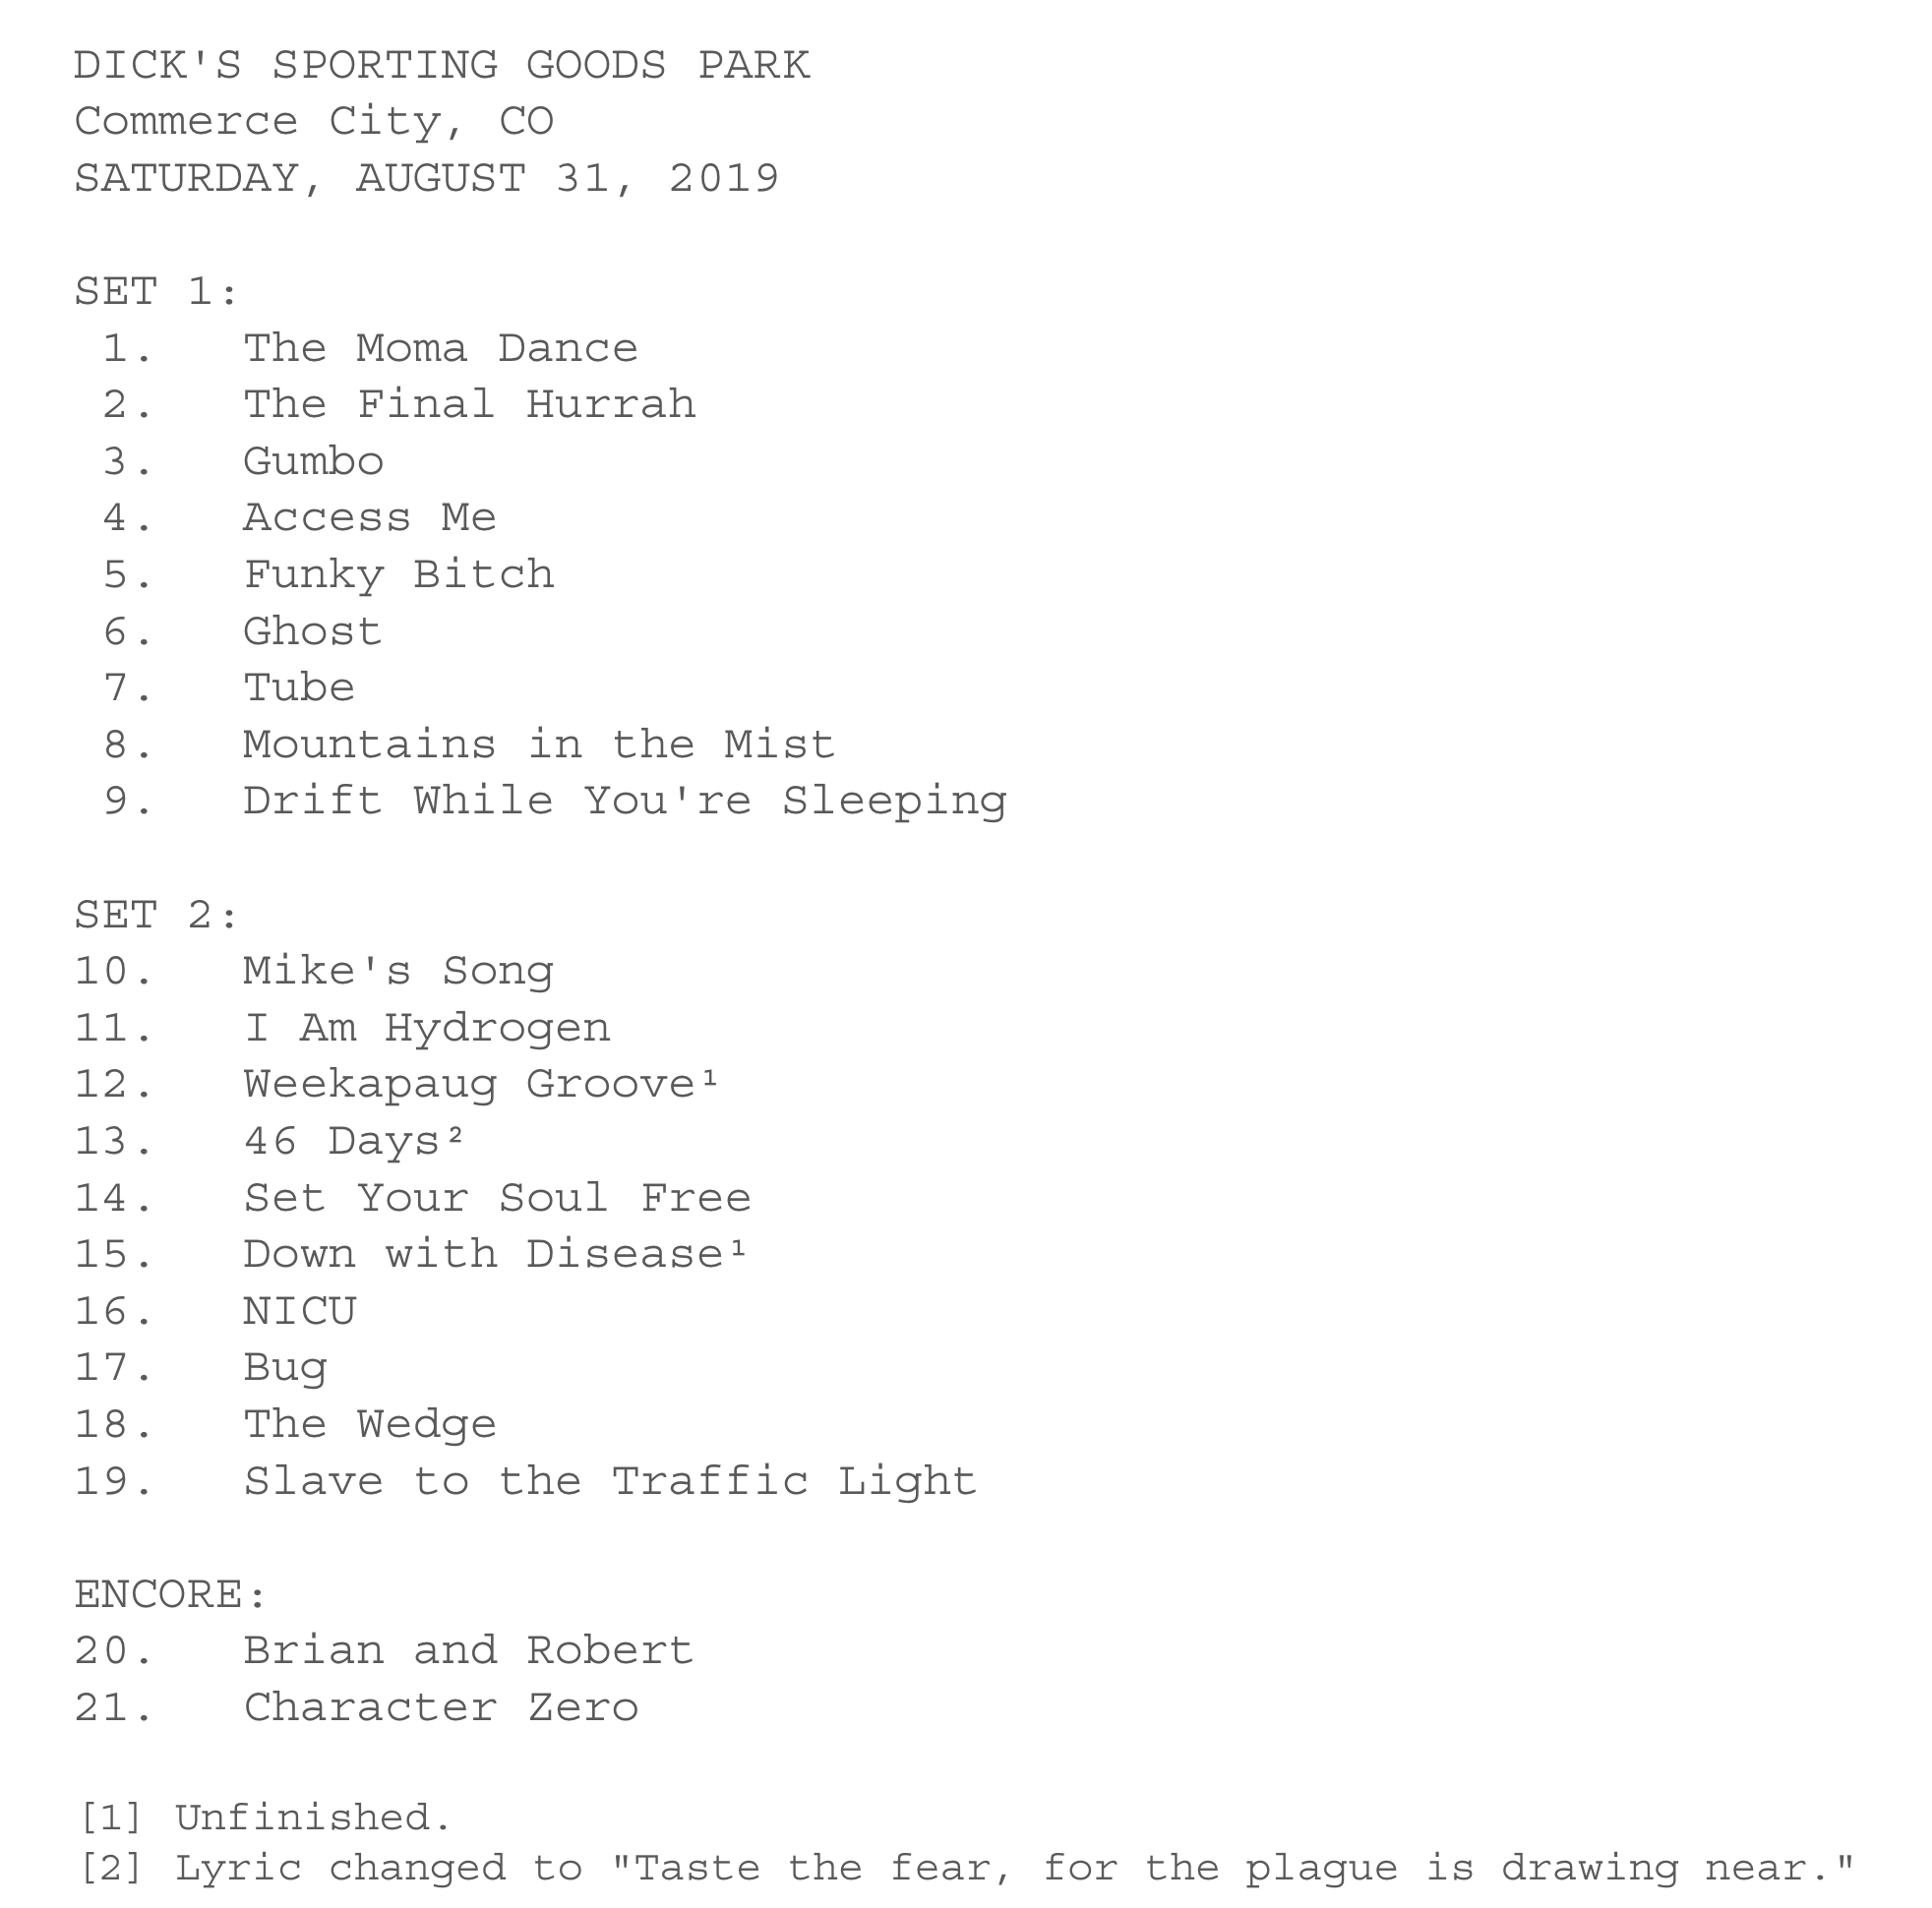 DICK'S SPORTING GOODS PARK
Commerce City, CO
SATURDAY, AUGUST 31, 2019
SET 1:
1. The Moma Dance
2. The Final Hurrah
3. Gumbo
4. Access Me
5. Funky Bitch
6. Ghost
7. Tube
8. Mountains in the Mist
9. Drift While You're Sleeping
SET 2:
10. Mike's Song
11. I Am Hydrogen
12. Weekapaug Groove¹
13. 46 Days²
14. Set Your Soul Free
15. Down with Disease¹
16. NICU
17. Bug
18. The Wedge
19. Slave to the Traffic Light
ENCORE:
20. Brian and Robert
21. Character Zero
[1] Unfinished.
[2] Lyric changed to "Taste the fear, for the plague is drawing near."